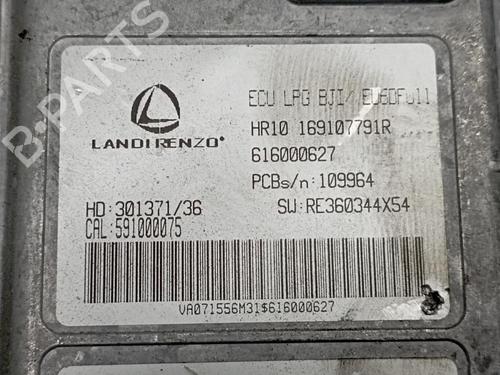 B-PARTS
ECU LPG BJI/ EU6DFull
LANDIRENZO
HR10 169107791R
616000627
PCBs/n:109964
HD:301371/36
SW:RE360344X54
CAL:591000075
VA071556M31$616000627